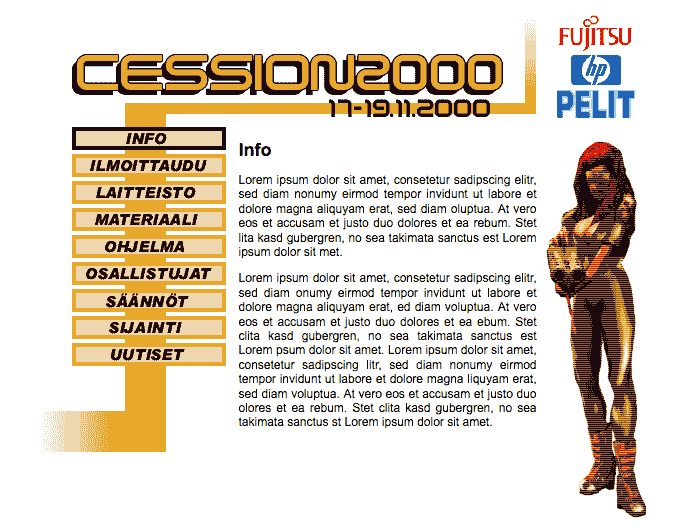 CESSION2000
17-19.11.2000
FUJITSU
hp
PELIT
INFO
ILMOITTAUDU
LAITTEISTO
MATERIAALI
OHJELMA
OSALLISTUJAT
SÄÄNNÖT
SIJAINTI
UUTISET
Info
Lorem ipsum dolor sit amet, consetetur sadipscing elitr,
sed diam nonumy eirmod tempor invidunt ut labore et
dolore magna aliquyam erat, sed diam oluptua. At vero
eos et accusam et justo duo dolores et ea rebum. Stet
lita kasd gubergren, no sea takimata sanctus est Lorem
ipsum dolor sit met.
Lorem ipsum dolor sit amet, consetetur sadipscing elitr,
sed diam onumy eirmod tempor invidunt ut labore et
dolore magna aliquyam erat, ed diam voluptua. At vero
eos et accusam et justo duo dolores et ea ebum. Stet
clita kasd gubergren, no sea takimata sanctus est
Lorem psum dolor sit amet. Lorem ipsum dolor sit amet,
consetetur sadipscing litr, sed diam nonumy eirmod
tempor invidunt ut labore et dolore magna liquyam erat,
sed diam voluptua. At vero eos et accusam et justo duo
olores et ea rebum. Stet clita kasd gubergren, no sea
takimata sanctus st Lorem ipsum dolor sit amet.